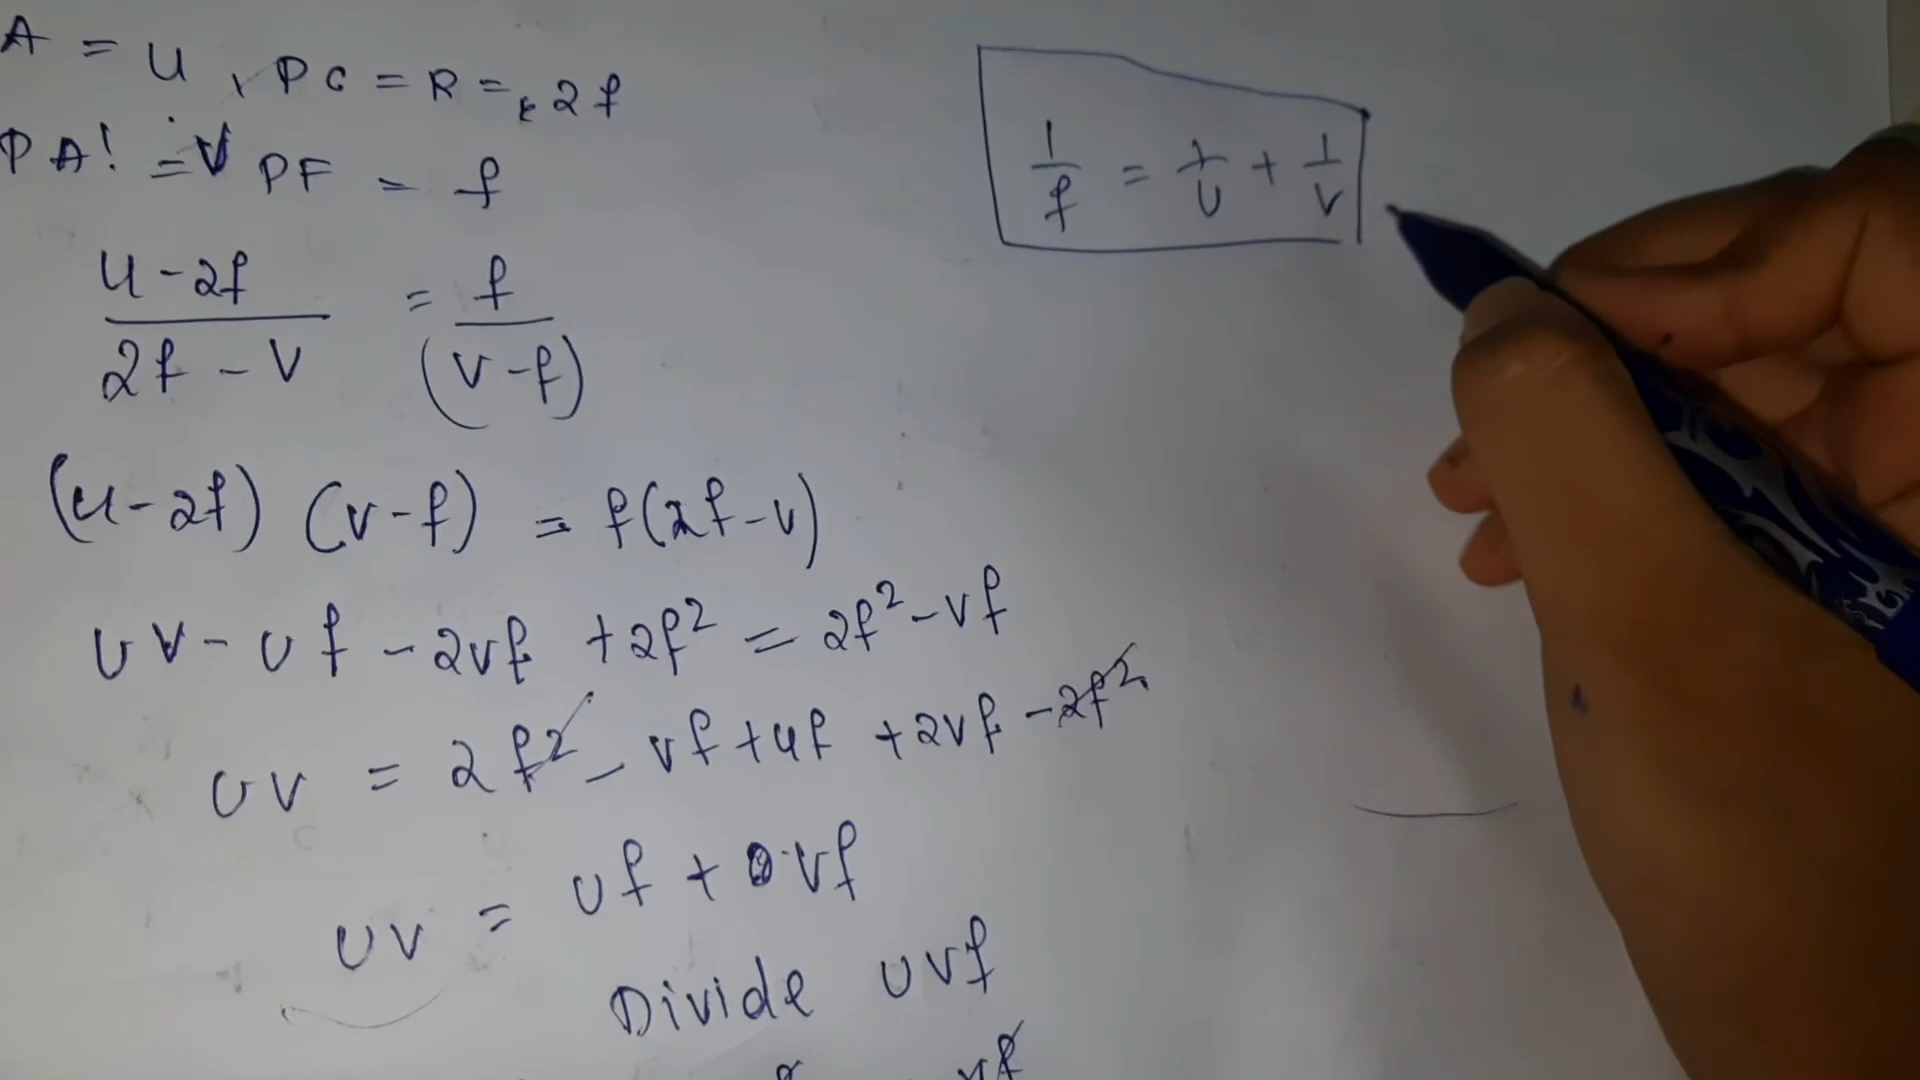 A = u, PC = R = 2f
PA! = V PF = f
u-2f / 2f-V = f / (v-f)
(u-2f) (v-f) = f(2f-v)
uv-uf-2vf+2f² = 2f²-vf
uv = 2f²-vf+uf+2vf-2f²
uv = uf+vf
Divide uvf
1/f = 1/u + 1/v